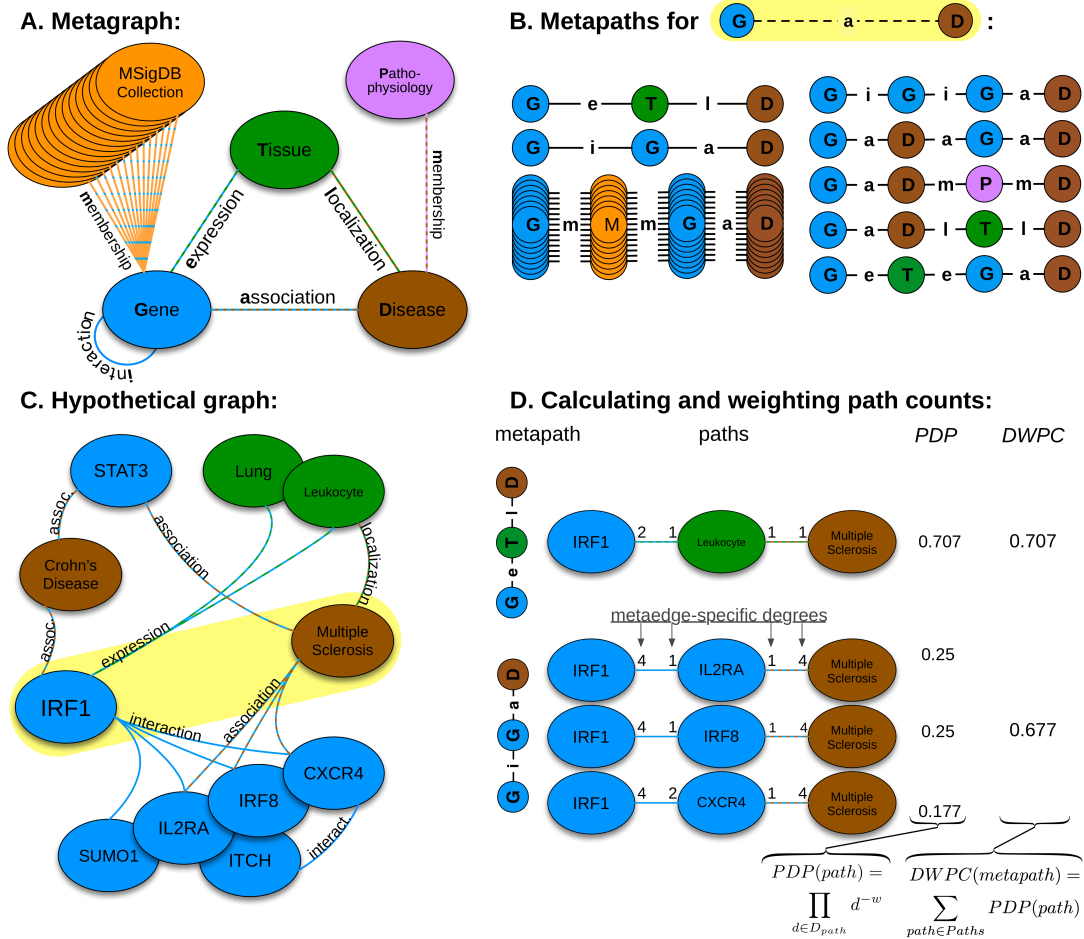 A. Metagraph:
MSigDB
Collection
Patho-
physiology
Tissue
membership
expression
localization
membership
Gene
association
Disease
interaction
B. Metapaths for G a D :
G e T l D
G i G a D
G m M m G a D
G i G i G a D
G a D a G a D
G a D m P m D
G a D l T l D
G e T e G a D
C. Hypothetical graph:
STAT3
Lung
Leukocyte
assoc.
association
localization
Crohn's
Disease
assoc.
expression
Multiple
Sclerosis
IRF1
interaction
association
CXCR4
IRF8
IL2RA
SUMO1
ITCH
interact.
D. Calculating and weighting path counts:
metapath paths PDP DWPC
G e T l D
IRF1 2 1 Leukocyte 1 1 Multiple
Sclerosis
0.707 0.707
metaedge-specific degrees
G i G a D
IRF1 4 1 IL2RA 1 4 Multiple
Sclerosis
0.25
IRF1 4 1 IRF8 1 4 Multiple
Sclerosis
0.25 0.677
IRF1 4 2 CXCR4 1 4 Multiple
Sclerosis
0.177
PDP(path) =
∏ d^{-w}
d∈D_{path}
DWPC(metapath) =
∑ PDP(path)
path∈Paths